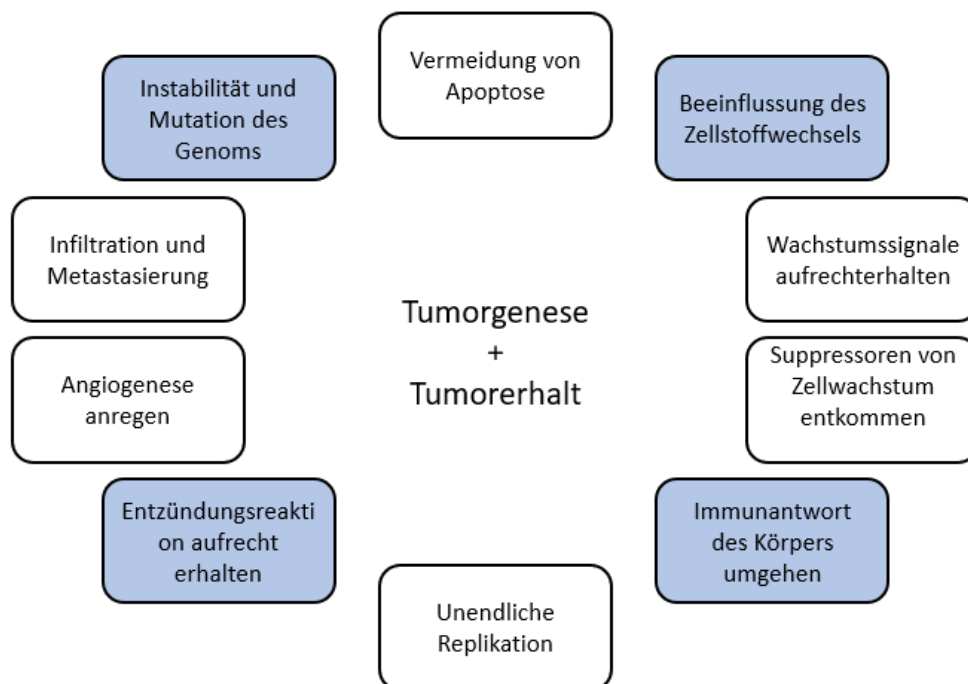 Vermeidung von
Apoptose
Instabilität und
Mutation des
Genoms
Beeinflussung des
Zellstoffwechsels
Infiltration und
Metastasierung
Wachstumssignale
aufrechterhalten
Tumorgenese
+
Tumorerhalt
Angiogenese
anregen
Suppressoren von
Zellwachstum
entkommen
Entzündungsreakti
on aufrecht
erhalten
Immunantwort
des Körpers
umgehen
Unendliche
Replikation